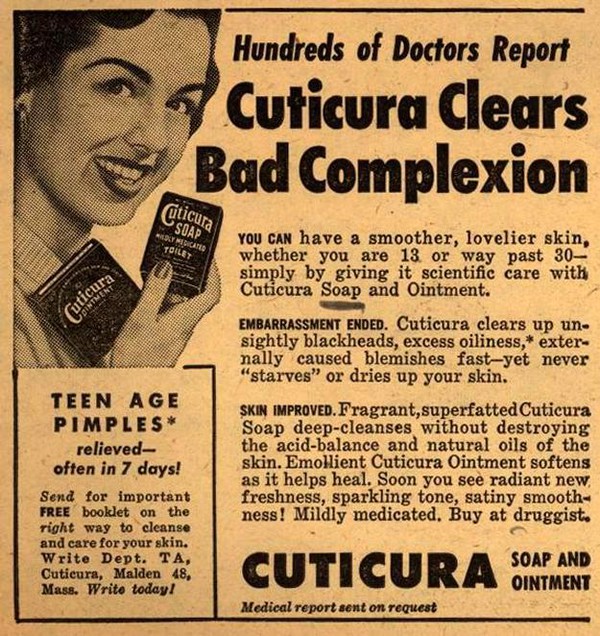 Hundreds of Doctors Report
Cuticura Clears
Bad Complexion
Cuticura
SOAP
MILDLY MEDICATED
TOILET
Cuticura
OINTMENT
YOU CAN have a smoother, lovelier skin,
whether you are 13 or way past 30—
simply by giving it scientific care with
Cuticura Soap and Ointment.
EMBARRASSMENT ENDED. Cuticura clears up un-
sightly blackheads, excess oiliness,* exter-
nally caused blemishes fast—yet never
“starves” or dries up your skin.
SKIN IMPROVED. Fragrant, superfatted Cuticura
Soap deep-cleanses without destroying
the acid-balance and natural oils of the
skin. Emollient Cuticura Ointment softens
as it helps heal. Soon you see radiant new
freshness, sparkling tone, satiny smooth-
ness! Mildly medicated. Buy at druggist.
CUTICURA SOAP AND
OINTMENT
Medical report sent on request
TEEN AGE
PIMPLES*
relieved—
often in 7 days!
Send for important
FREE booklet on the
right way to cleanse
and care for your skin.
Write Dept. TA,
Cuticura, Malden 48,
Mass. Write today!